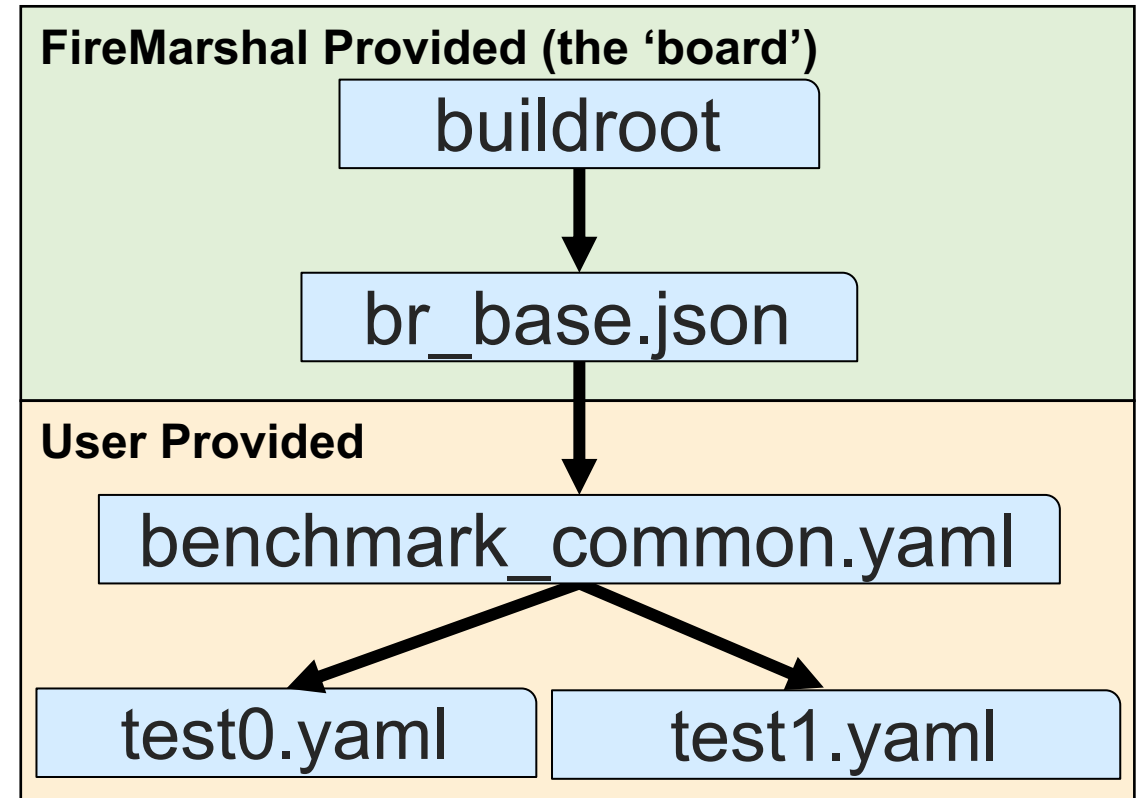 FireMarshal Provided (the ‘board’)
buildroot
br_base.json
User Provided
benchmark_common.yaml
test0.yaml
test1.yaml